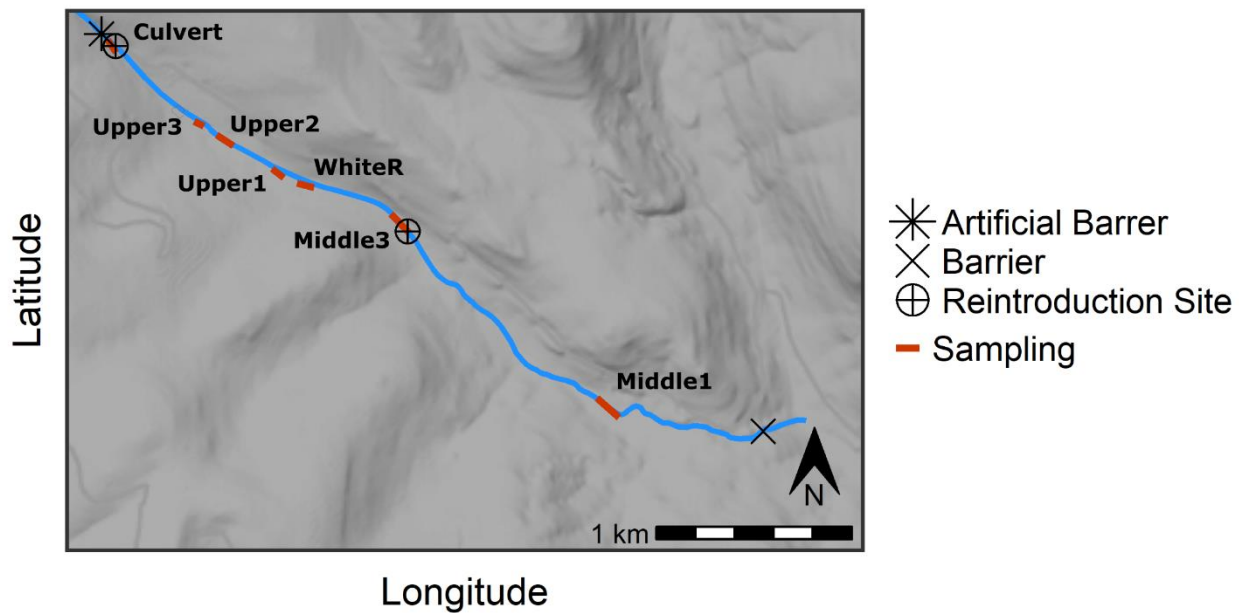 Culvert
Upper3
Upper2
Upper1
WhiteR
Middle3
Middle1
N
1 km
Latitude
Longitude
Artificial Barrer
Barrier
Reintroduction Site
Sampling